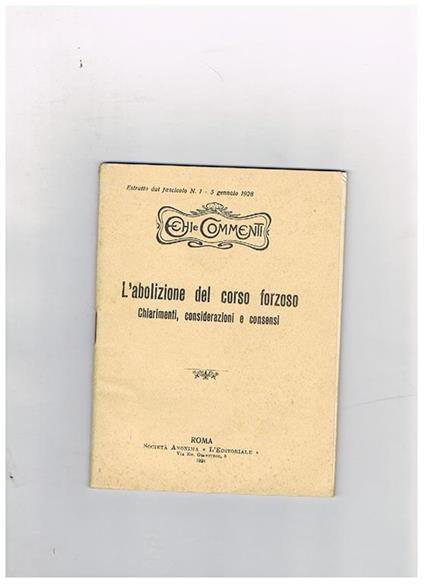 Estratto dal fascicolo N. 1 - 5 gennaio 1928
ECHI e COMMENTI
L'abolizione del corso forzoso
Chiarimenti, considerazioni e consensi
ROMA
SOCIETÀ ANONIMA « L'EDITORIALE »
1928